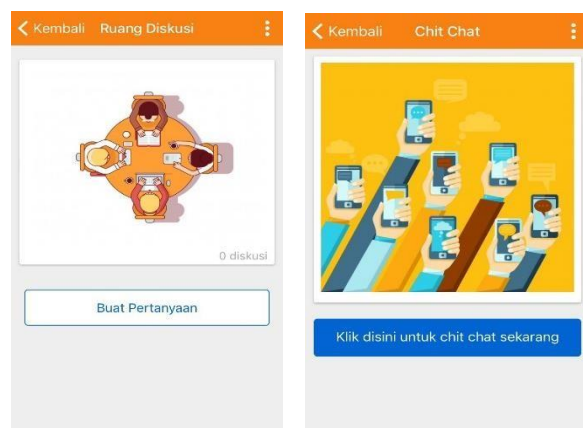 Kembali Ruang Diskusi
0 diskusi
Buat Pertanyaan
Kembali Chit Chat
Klik disini untuk chit chat sekarang